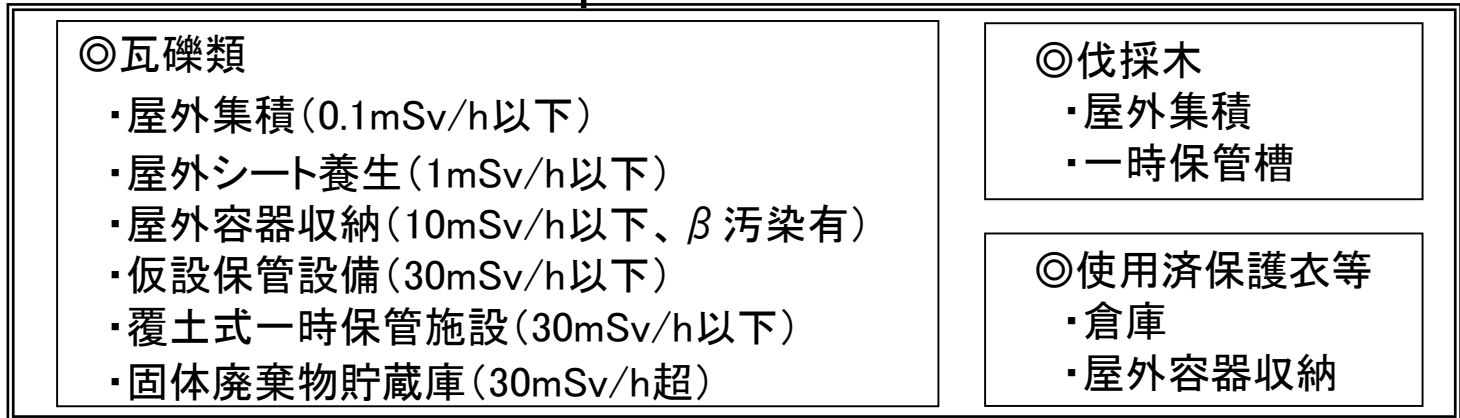 ◎瓦礫類
・屋外集積(0.1mSv/h以下)
・屋外シート養生(1mSv/h以下)
・屋外容器収納(10mSv/h以下、β汚染有)
・仮設保管設備(30mSv/h以下)
・覆土式一時保管施設(30mSv/h以下)
・固体廃棄物貯蔵庫(30mSv/h超)
◎伐採木
・屋外集積
・一時保管槽
◎使用済保護衣等
・倉庫
・屋外容器収納